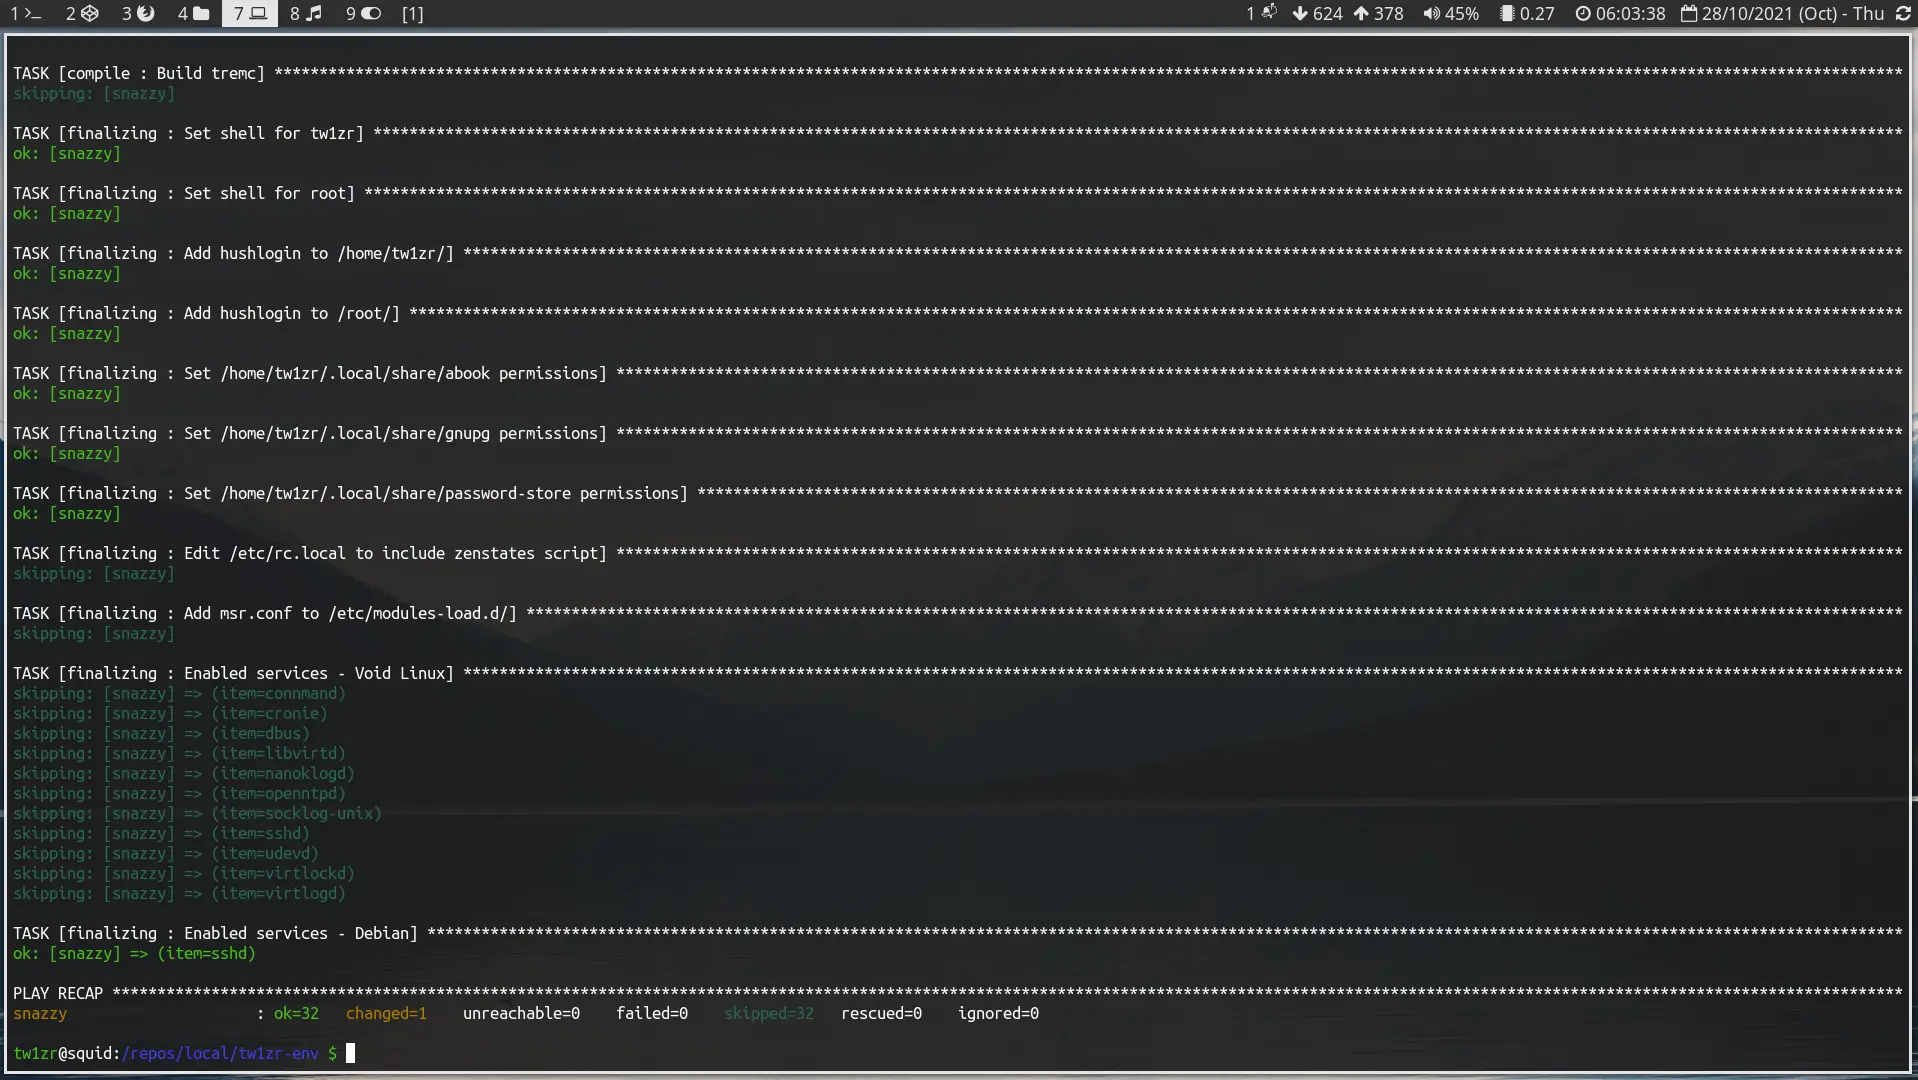 1 2 3 4 7 8 9 [1] 1 624 378 45% 0.27 06:03:38 28/10/2021 (Oct) - Thu
TASK [compile : Build tremc] ****************************************************************************************************************************************************************************************
skipping: [snazzy]
TASK [finalizing : Set shell for tw1zr] *****************************************************************************************************************************************************************************
ok: [snazzy]
TASK [finalizing : Set shell for root] ******************************************************************************************************************************************************************************
ok: [snazzy]
TASK [finalizing : Add hushlogin to /home/tw1zr/] *******************************************************************************************************************************************************************
ok: [snazzy]
TASK [finalizing : Add hushlogin to /root/] *************************************************************************************************************************************************************************
ok: [snazzy]
TASK [finalizing : Set /home/tw1zr/.local/share/abook permissions] **************************************************************************************************************************************************
ok: [snazzy]
TASK [finalizing : Set /home/tw1zr/.local/share/gnupg permissions] **************************************************************************************************************************************************
ok: [snazzy]
TASK [finalizing : Set /home/tw1zr/.local/share/password-store permissions] *****************************************************************************************************************************************
ok: [snazzy]
TASK [finalizing : Edit /etc/rc.local to include zenstates script] **************************************************************************************************************************************************
skipping: [snazzy]
TASK [finalizing : Add msr.conf to /etc/modules-load.d/] ************************************************************************************************************************************************************
skipping: [snazzy]
TASK [finalizing : Enabled services - Void Linux] *******************************************************************************************************************************************************************
skipping: [snazzy] => (item=connmand)
skipping: [snazzy] => (item=cronie)
skipping: [snazzy] => (item=dbus)
skipping: [snazzy] => (item=libvirtd)
skipping: [snazzy] => (item=nanoklogd)
skipping: [snazzy] => (item=openntpd)
skipping: [snazzy] => (item=socklog-unix)
skipping: [snazzy] => (item=sshd)
skipping: [snazzy] => (item=udevd)
skipping: [snazzy] => (item=virtlockd)
skipping: [snazzy] => (item=virtlogd)
TASK [finalizing : Enabled services - Debian] ***********************************************************************************************************************************************************************
ok: [snazzy] => (item=sshd)
PLAY RECAP **********************************************************************************************************************************************************************************************************
snazzy : ok=32 changed=1 unreachable=0 failed=0 skipped=32 rescued=0 ignored=0
tw1zr@squid:/repos/local/tw1zr-env $